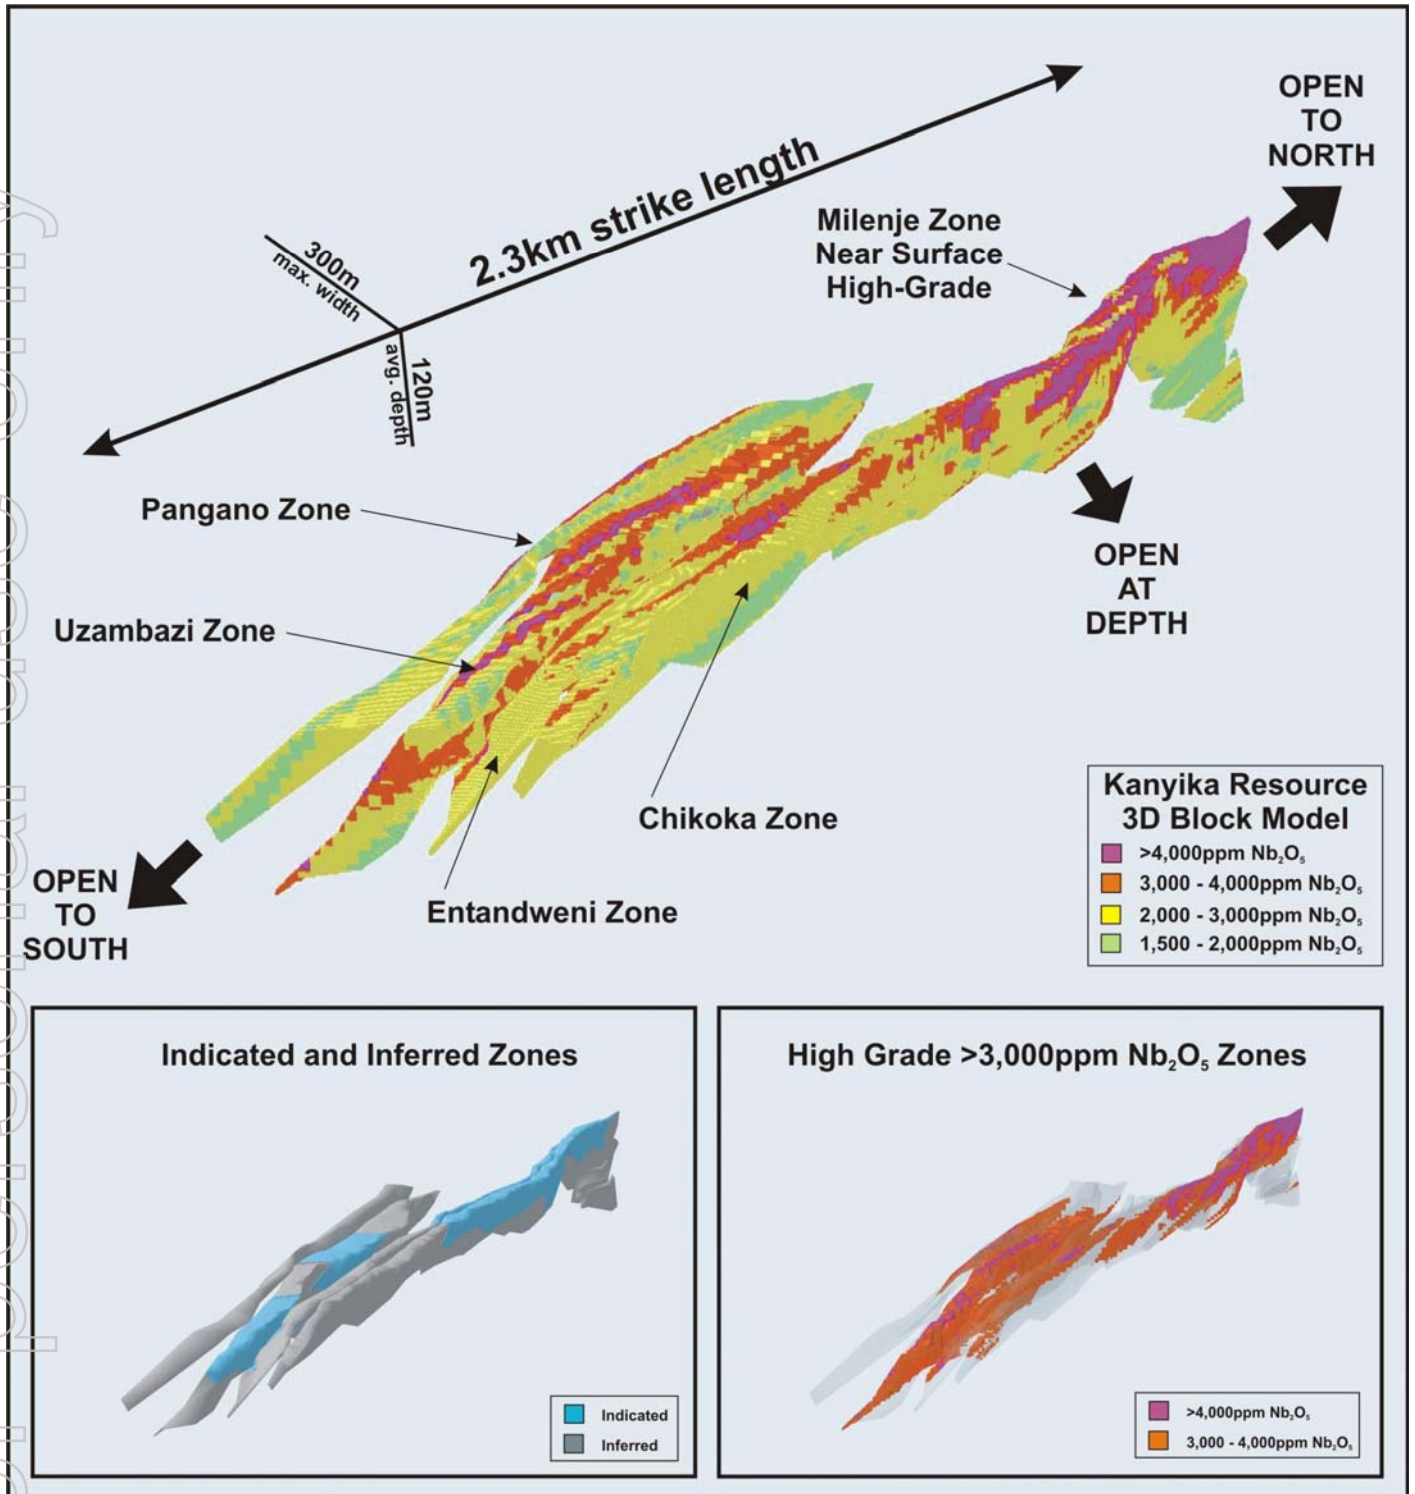 OPEN
TO
NORTH
2.3km strike length
300m
max. width
120m
avg. depth
Milenje Zone
Near Surface
High-Grade
Pangano Zone
Uzambazi Zone
OPEN
AT
DEPTH
Chikoka Zone
Entandweni Zone
OPEN
TO
SOUTH
Kanyika Resource
3D Block Model
>4,000ppm Nb₂O₅
3,000 - 4,000ppm Nb₂O₅
2,000 - 3,000ppm Nb₂O₅
1,500 - 2,000ppm Nb₂O₅
Indicated and Inferred Zones
Indicated
Inferred
High Grade >3,000ppm Nb₂O₅ Zones
>4,000ppm Nb₂O₅
3,000 - 4,000ppm Nb₂O₅